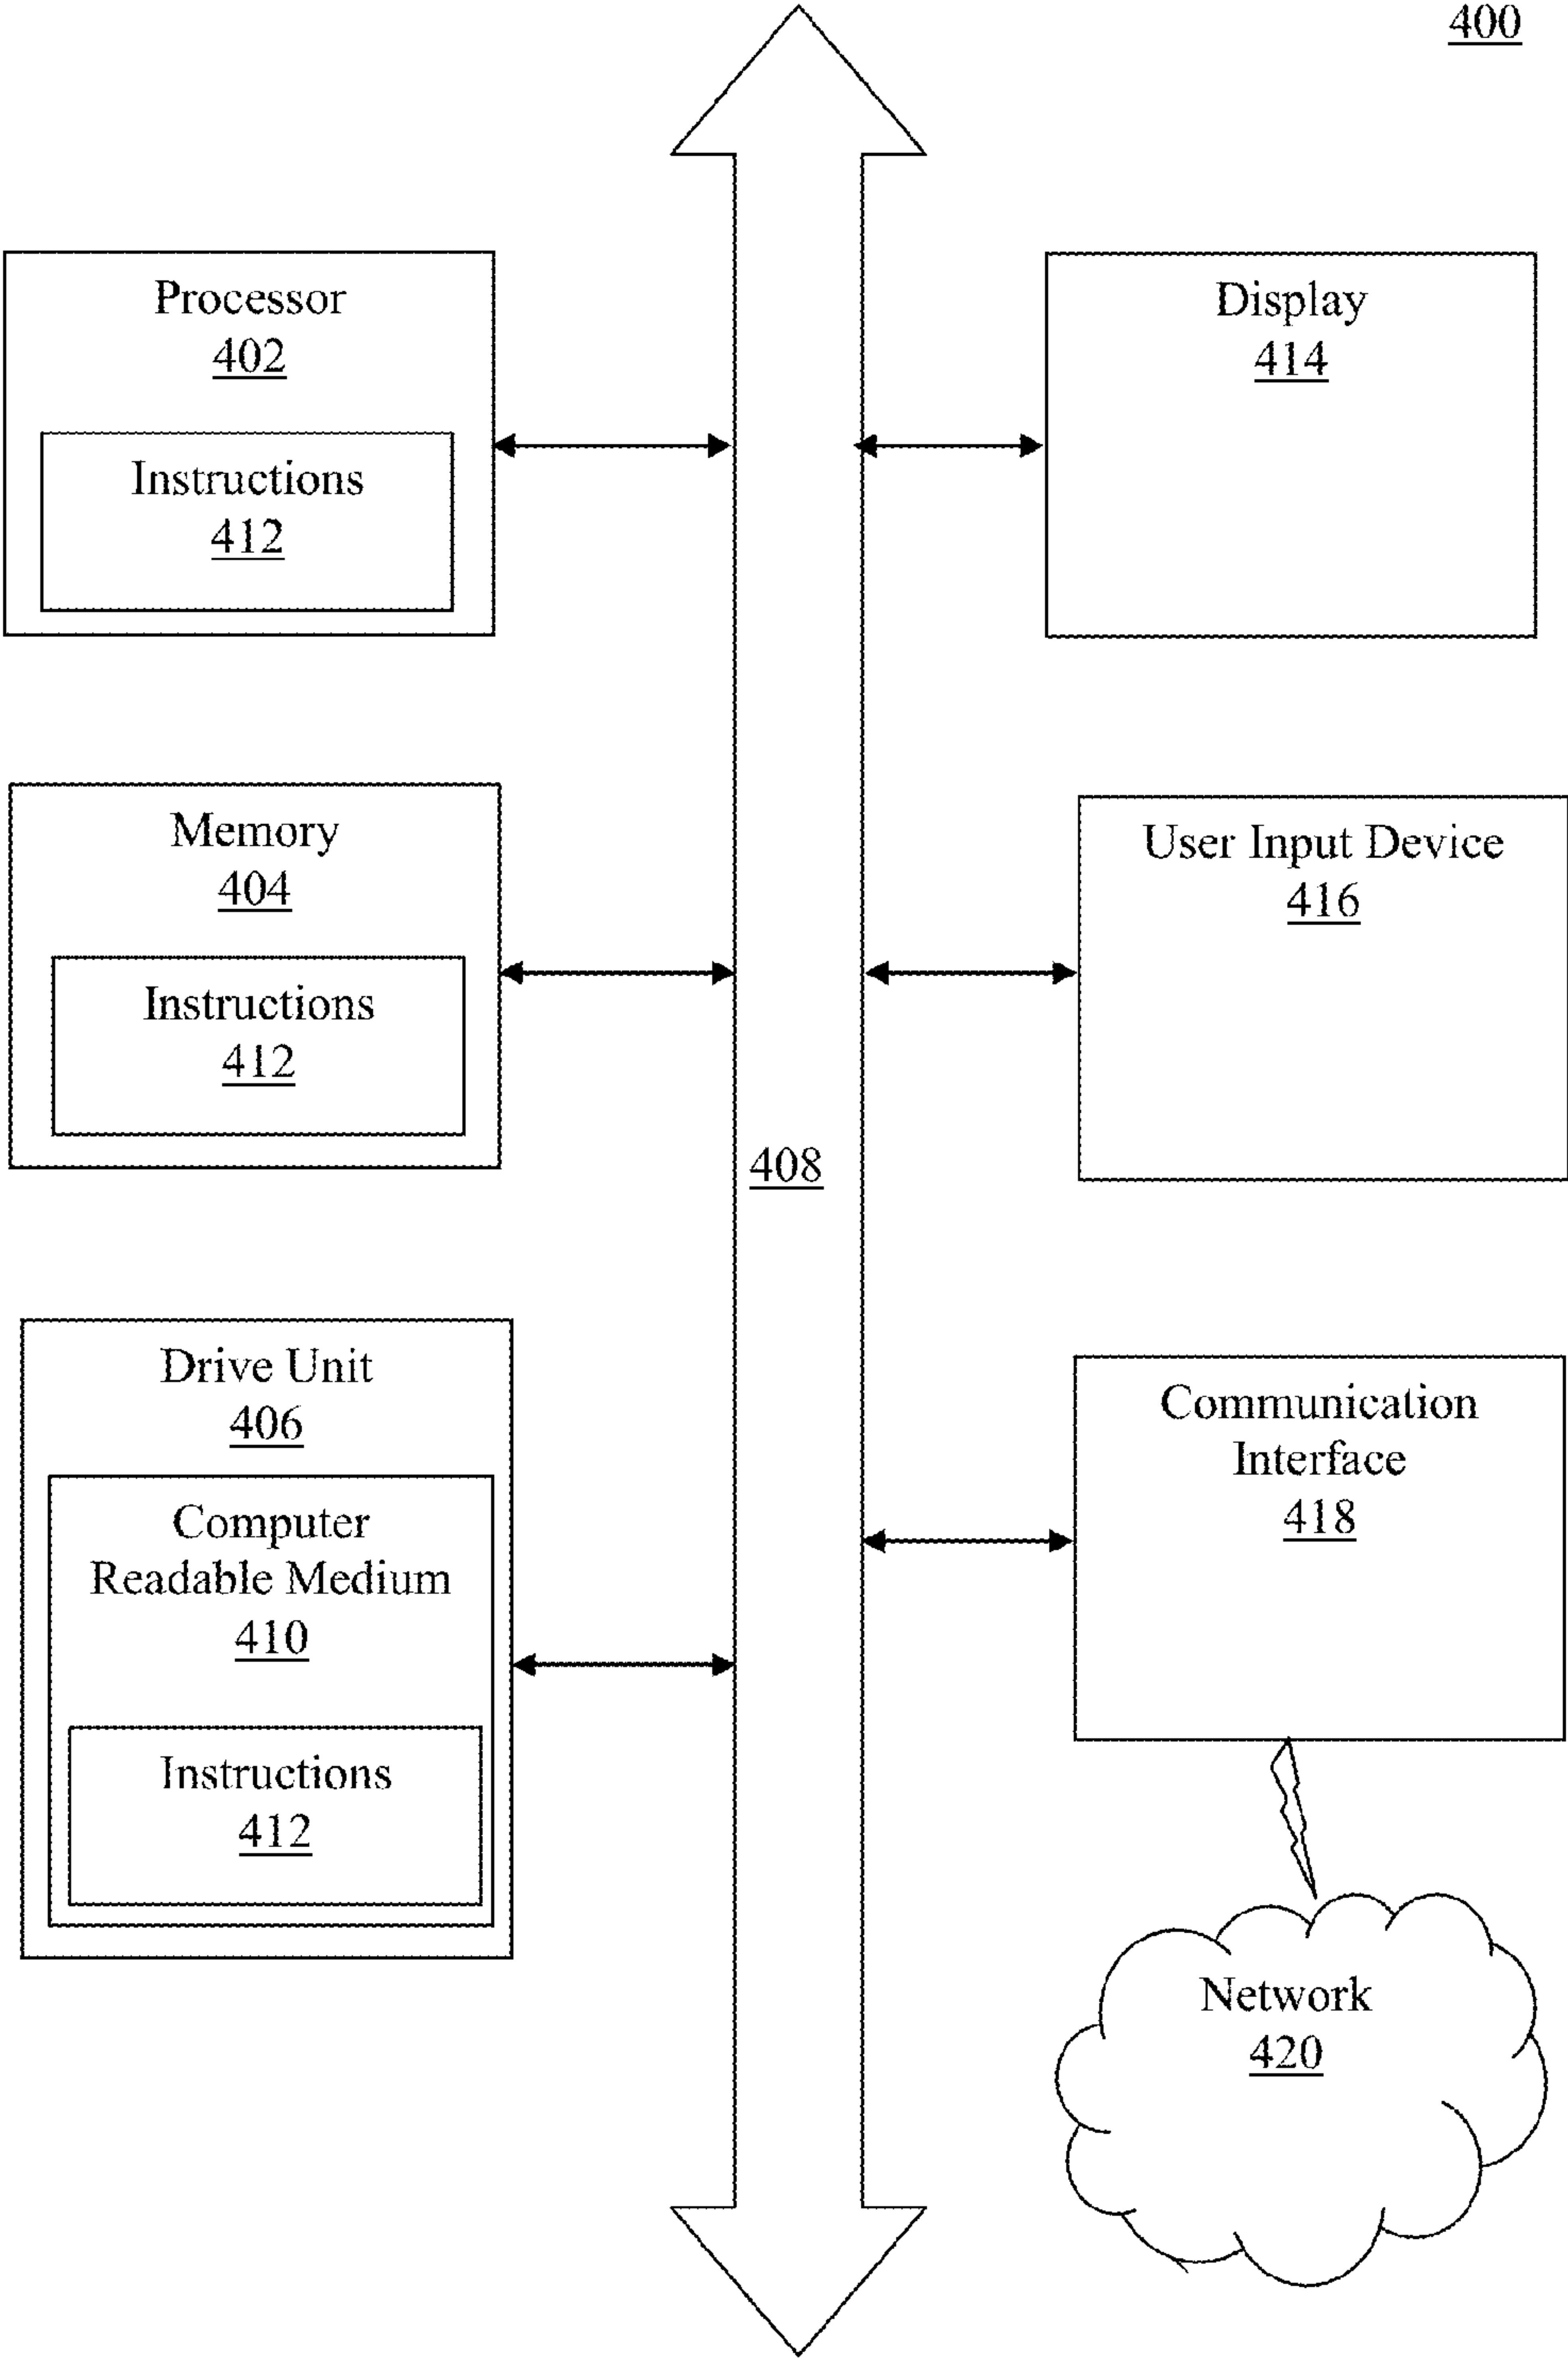 400
Processor
402
Instructions
412
Display
414
Memory
404
Instructions
412
User Input Device
416
408
Drive Unit
406
Computer
Readable Medium
410
Instructions
412
Communication
Interface
418
Network
420